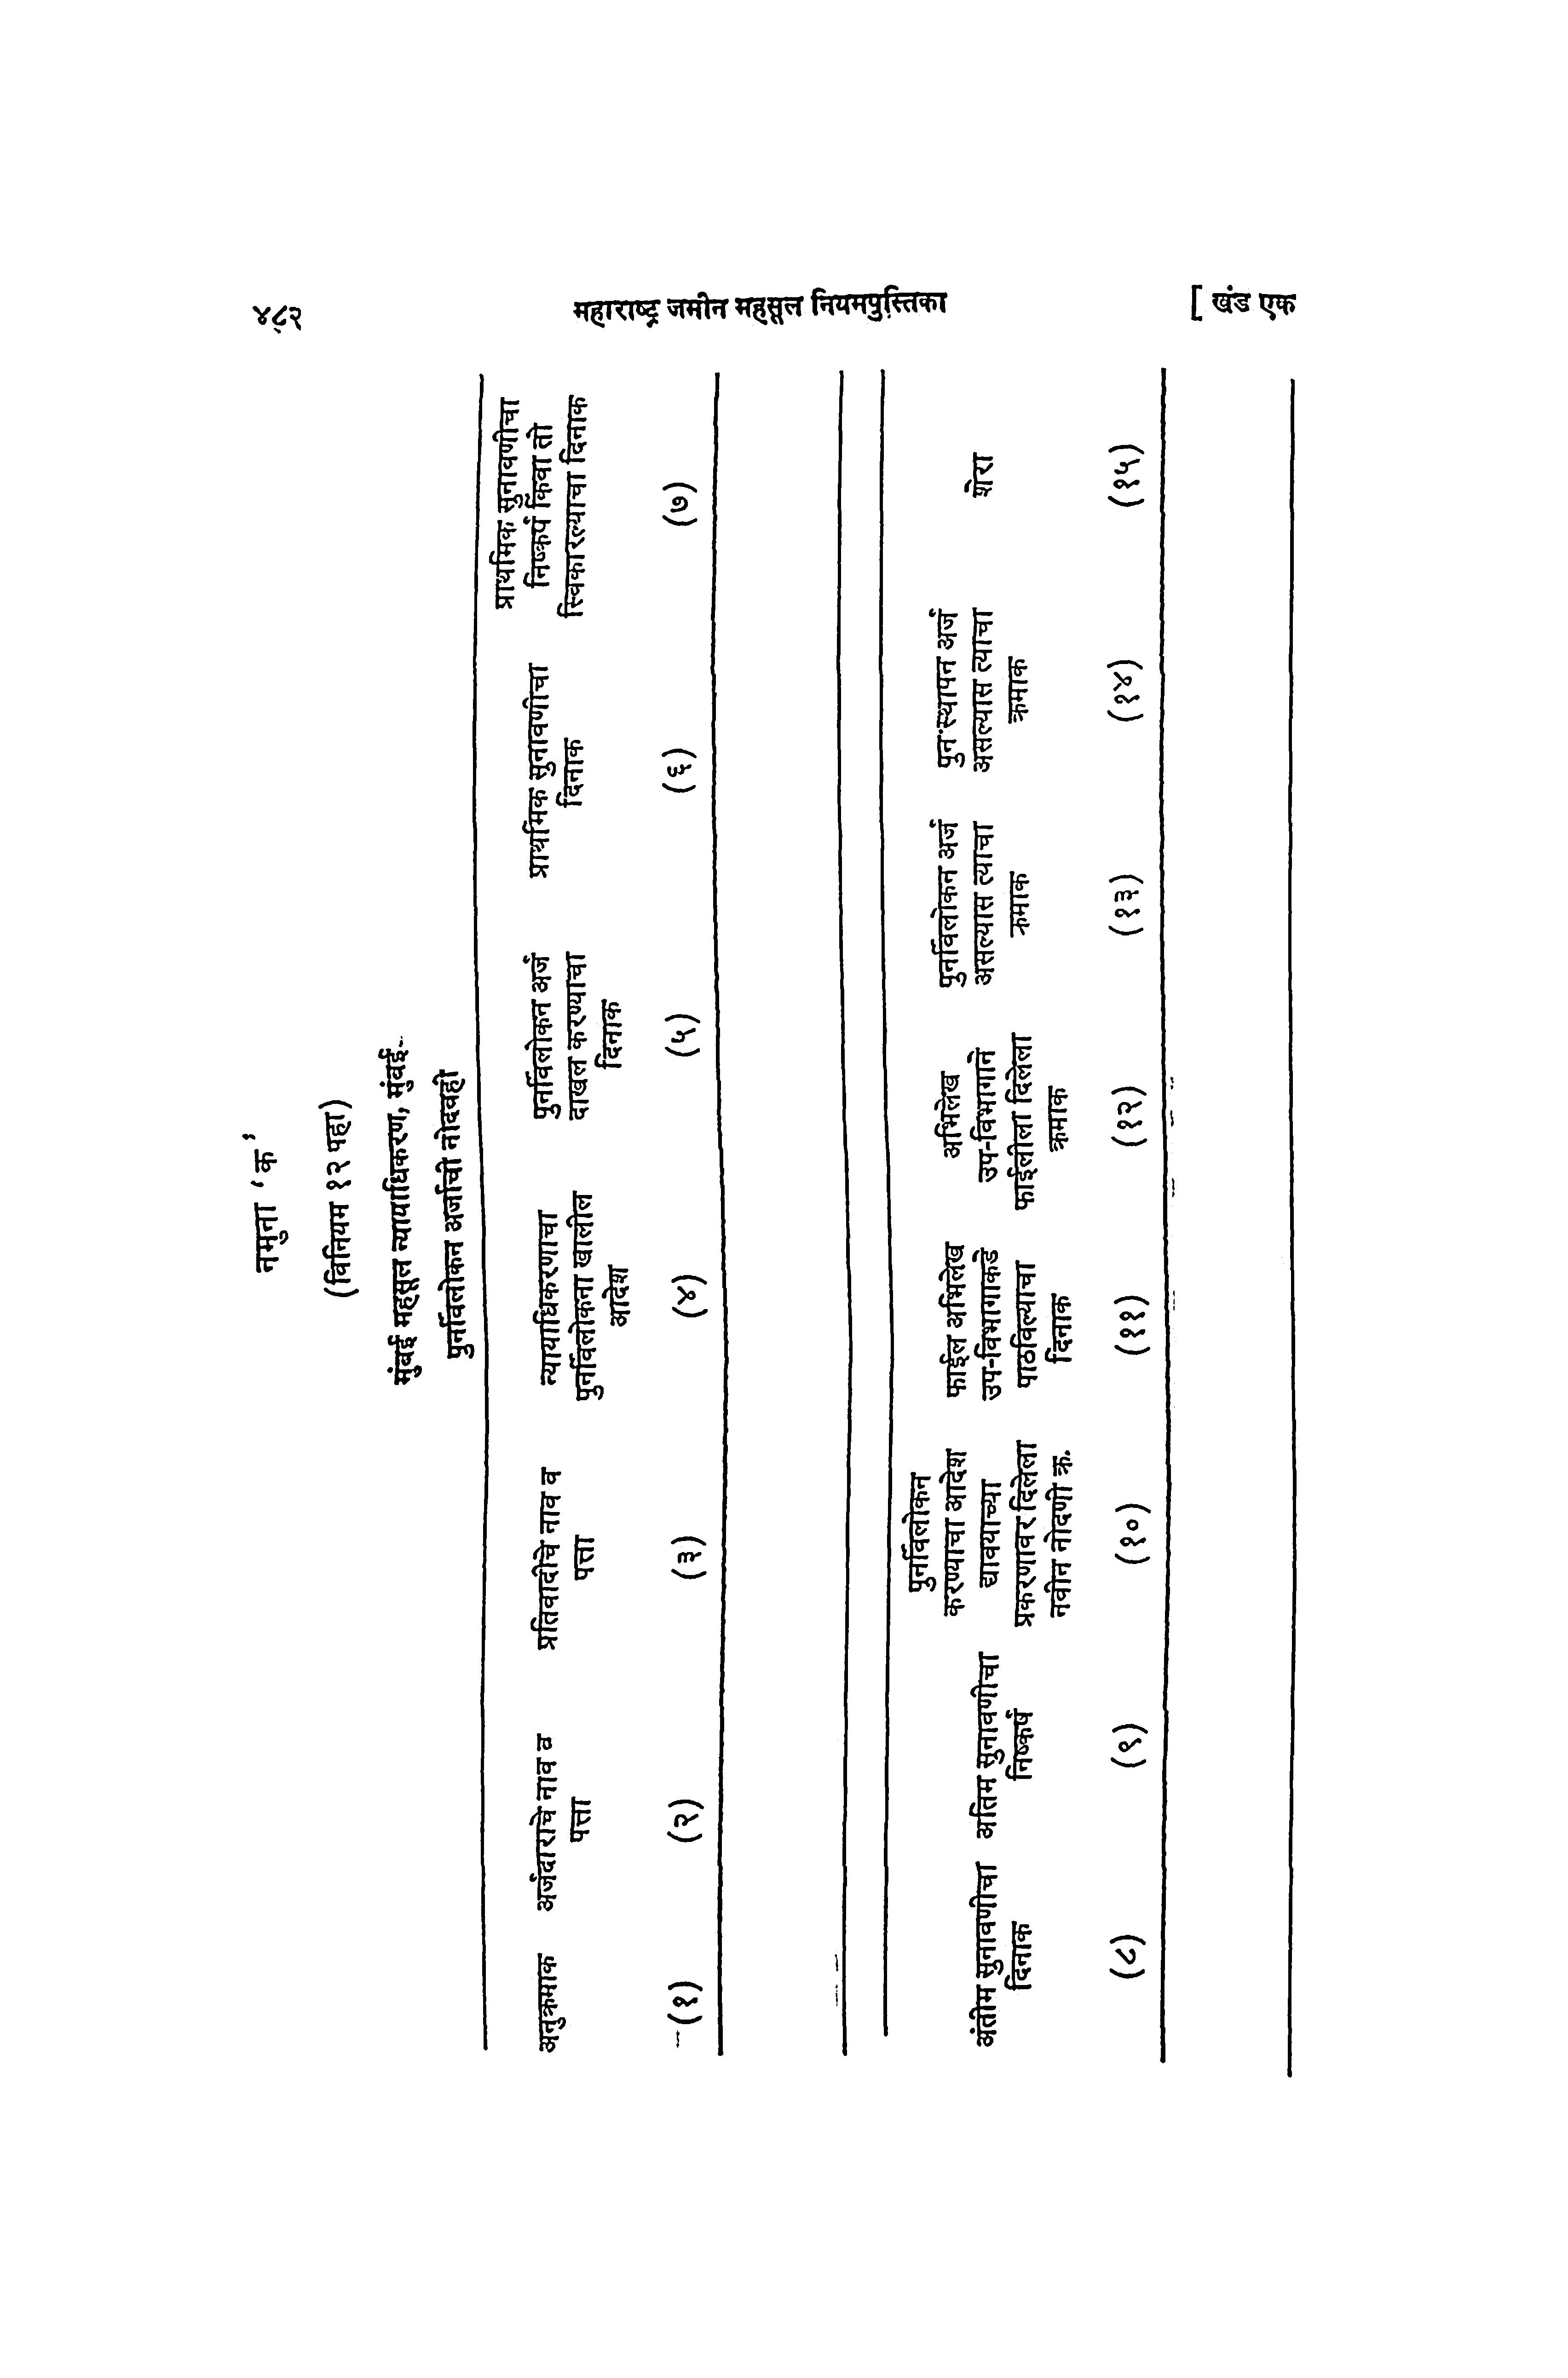 ४८२ महाराष्ट्र जमीन महसूल नियमपुस्तिका [ खंड एक
नमुना ' क '
(विनियम १२ पहा)
मुंबई महसूल न्यायाधिकरण, मुंबई-
पुनर्विलोकन अर्जाची नोदवही
अनुक्रमाक
(१)
अर्जदाराचे नाव व
पत्ता
(२)
प्रतिवादीचे नाव व
पत्ता
(३)
न्यायाधिकरणाचा
पुनर्विलोकना खालील
आदेश
(४)
पुनर्विलोकन अर्ज
दाखल करण्याचा
दिनाक
(५)
प्राथमिक सुनावणीचा
दिनाक
(६)
प्राथमिक सुनावणीचा
निष्कर्ष किवा तो
स्विकारल्याचा दिनाक
(७)
अंतीम सुनावणीचा
दिनाक
(८)
अतिम सुनावणीचा
निष्कर्ष
(९)
पुनर्विलोकन
करण्याचा आदेश
द्यावयाच्या
प्रकरणावर दिलेला
नवीन नोदणी क्र.
(१०)
फाईल अभिलेख
उप-विभागाकडे
पाठविल्याचा
दिनाक
(११)
अभिलेख
उप-विभागाने
फाईलीला दिलेला
क्रमाक
(१२)
पुनर्विलोकन अर्ज
असल्यास त्याचा
क्रमाक
(१३)
पुनःस्थापन अर्ज
असल्यास त्याचा
क्रमाक
(१४)
शेरा
(१५)